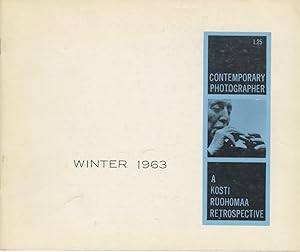 1.25
CONTEMPORARY
PHOTOGRAPHER
WINTER 1963
A
KOSTI
RUOHOMAA
RETROSPECTIVE